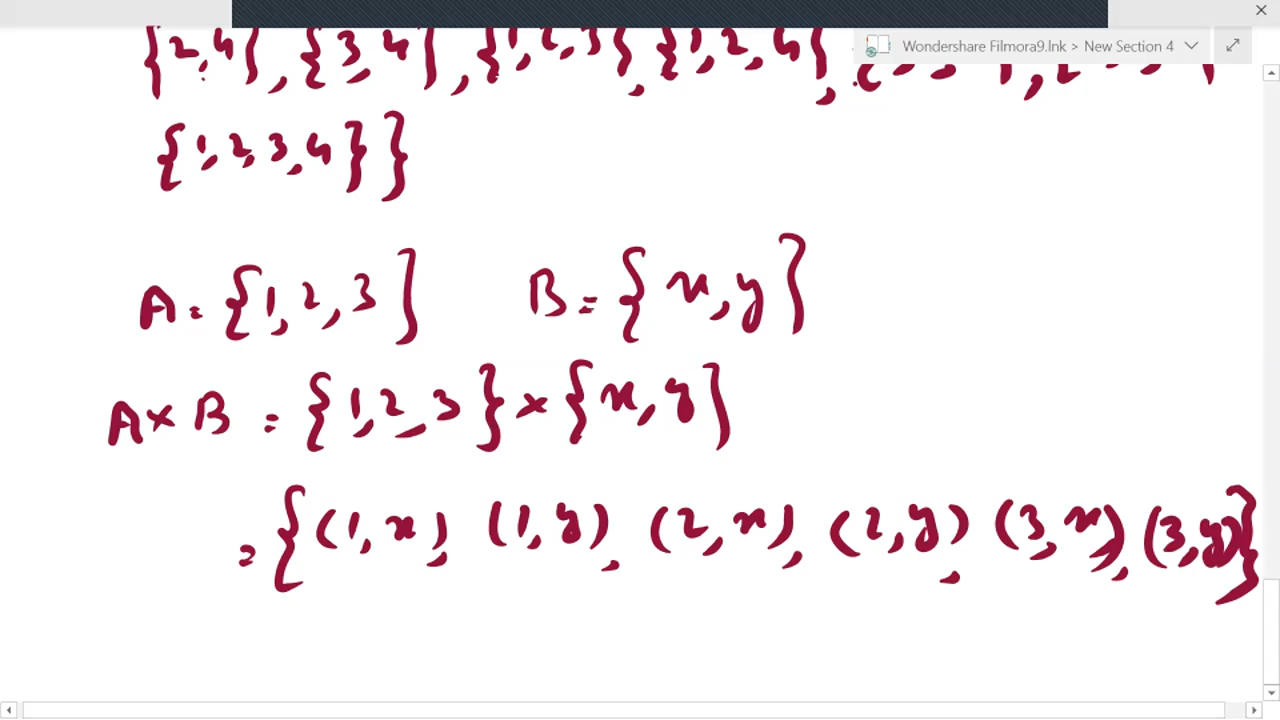 Wondershare Filmora9.lnk > New Section 4
{2,4}, {3,4}, {1,2,3}, {1,2,4},
{1,2,3,4}}
A = {1,2,3} B = {x,y}
A × B = {1,2,3} × {x,y}
= {(1,x), (1,y), (2,x), (2,y), (3,x), (3,y)}